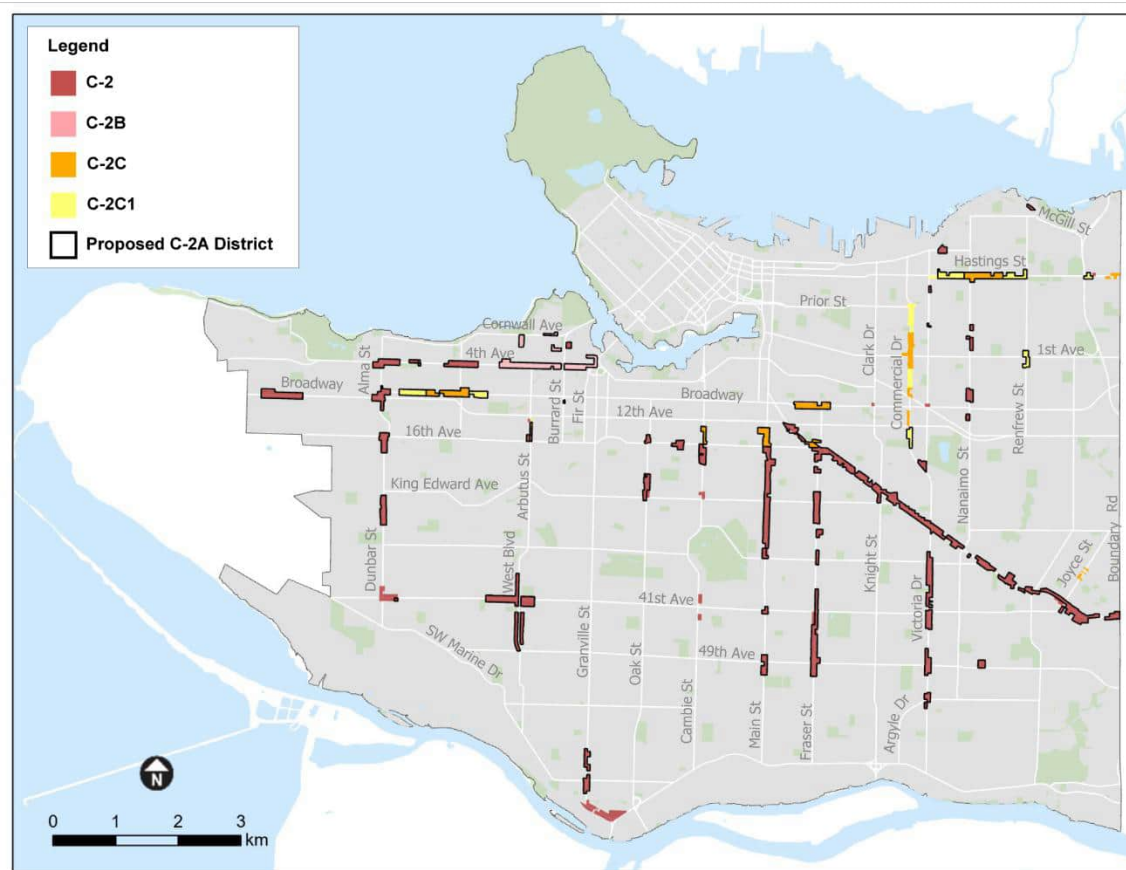 Legend
C-2
C-2B
C-2C
C-2C1
Proposed C-2A District
McGill St
Hastings St
Prior St
Cornwall Ave
4th Ave
Alma St
1st Ave
Clark Dr
Commercial Dr
Broadway
Broadway
Burrard St
Fir St
12th Ave
Renfrew St
16th Ave
Arbutus St
Nanaimo St
King Edward Ave
Boundary Rd
Joyce St
Dunbar St
West Blvd
Knight St
41st Ave
Victoria Dr
Granville St
SW Marine Dr
Oak St
49th Ave
Cambie St
Main St
Fraser St
Argyle Dr
N
0 1 2 3
km